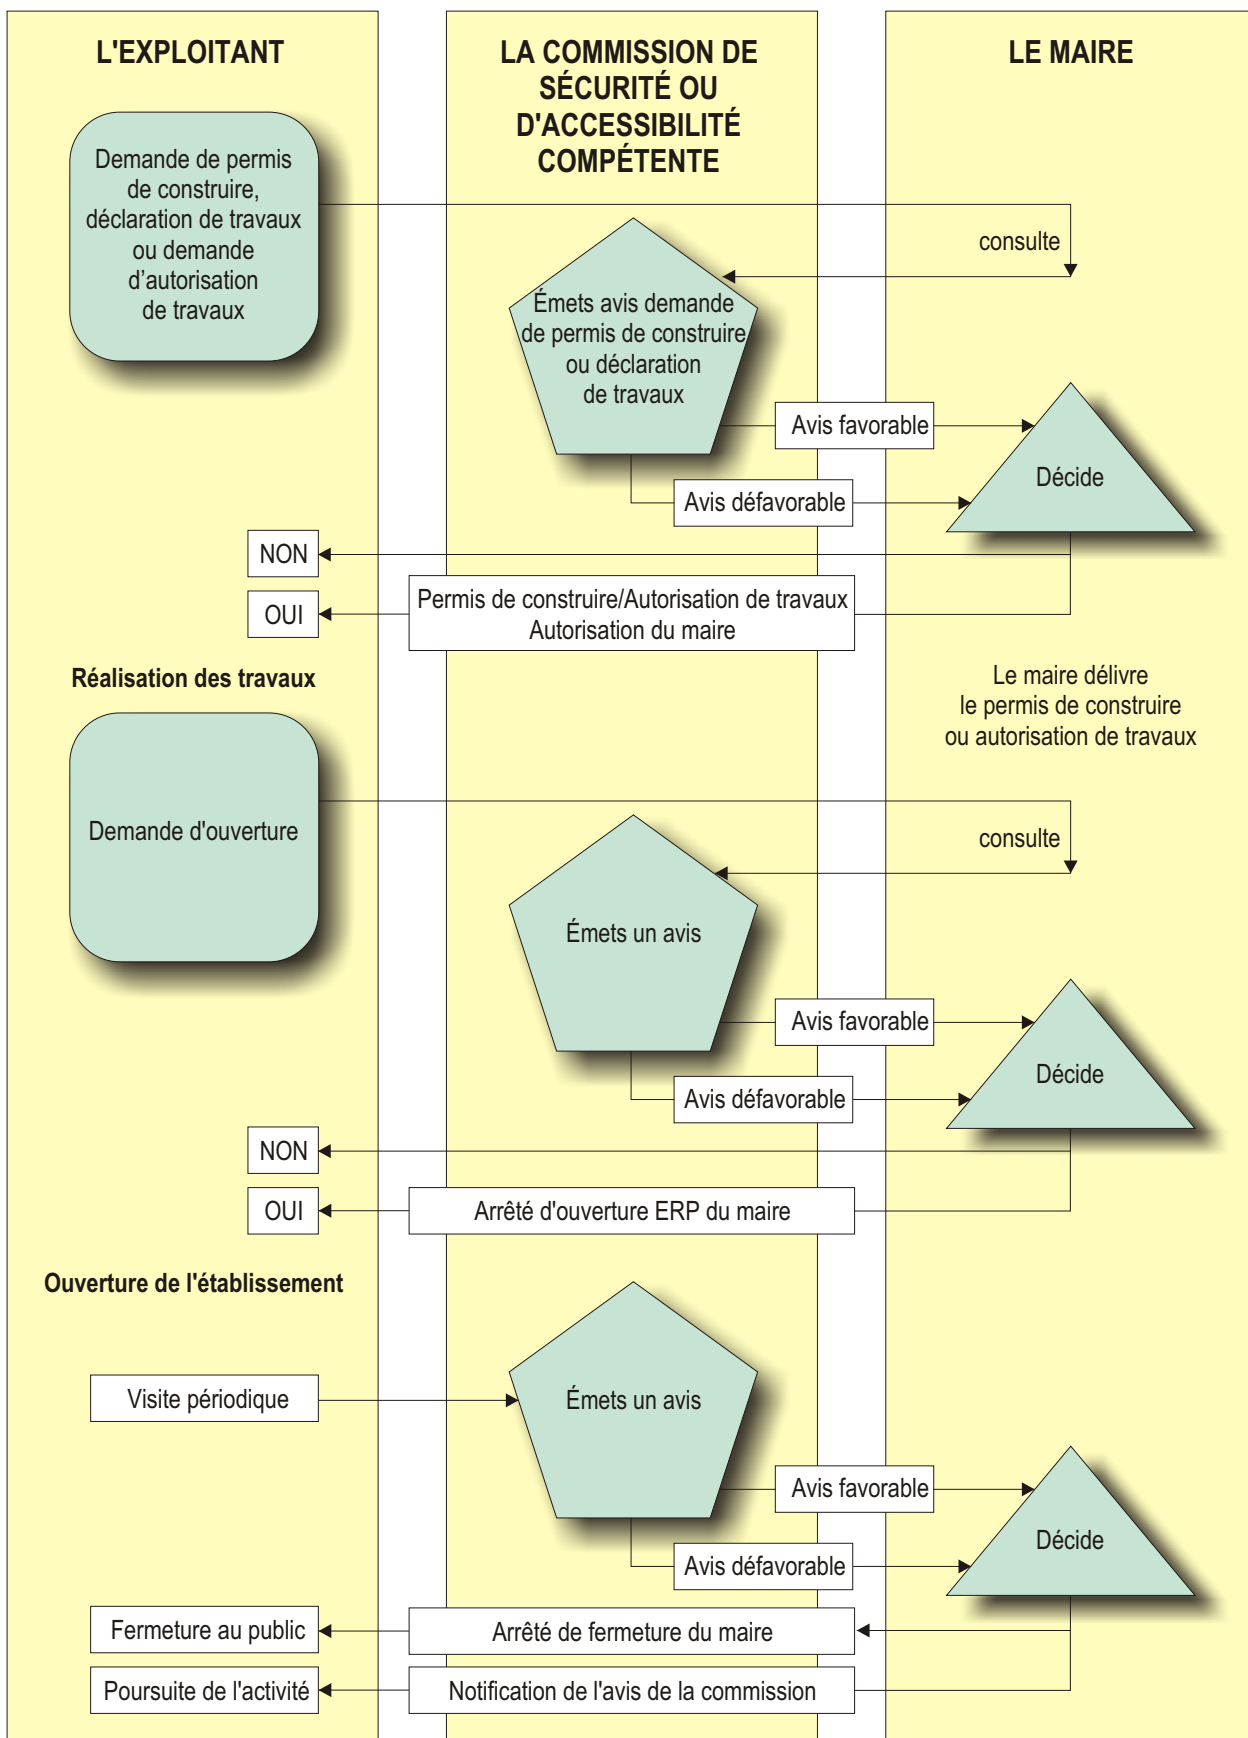 L'EXPLOITANT
LA COMMISSION DE
SÉCURITÉ OU
D'ACCESSIBILITÉ
COMPÉTENTE
LE MAIRE
Demande de permis
de construire,
déclaration de travaux
ou demande
d’autorisation
de travaux
consulte
Émets avis demande
de permis de construire
ou déclaration
de travaux
Avis favorable
Décide
Avis défavorable
NON
OUI
Permis de construire/Autorisation de travaux
Autorisation du maire
Réalisation des travaux
Le maire délivre
le permis de construire
ou autorisation de travaux
Demande d'ouverture
consulte
Émets un avis
Avis favorable
Décide
Avis défavorable
NON
OUI
Arrêté d'ouverture ERP du maire
Ouverture de l'établissement
Visite périodique
Émets un avis
Avis favorable
Décide
Avis défavorable
Fermeture au public
Arrêté de fermeture du maire
Poursuite de l'activité
Notification de l'avis de la commission